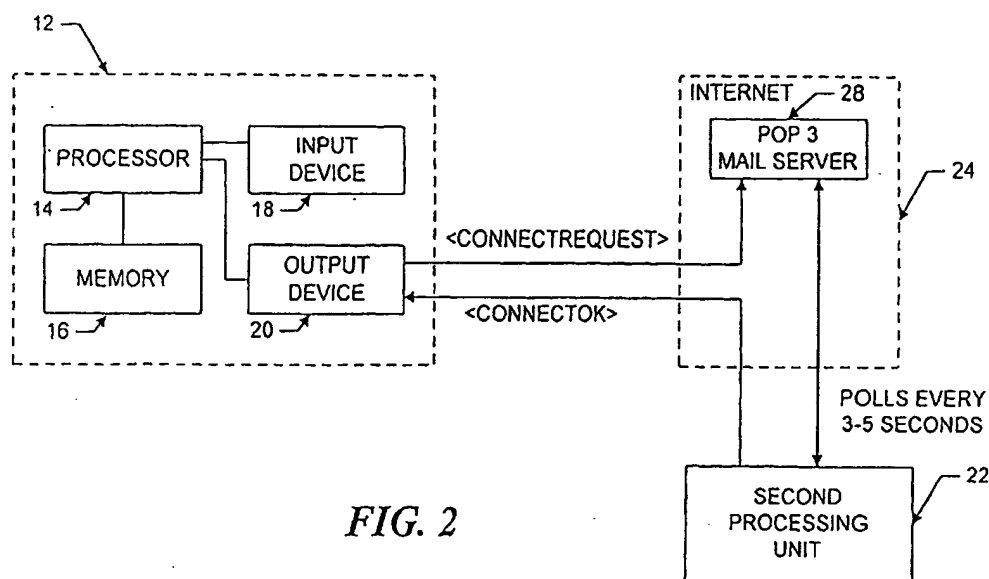 12
INTERNET
28
PROCESSOR
INPUT
DEVICE
POP 3
MAIL SERVER
24
14
18
<CONNECTREQUEST>
MEMORY
OUTPUT
DEVICE
<CONNECTOK>
16
20
POLLS EVERY
3-5 SECONDS
22
SECOND
PROCESSING
UNIT
FIG. 2